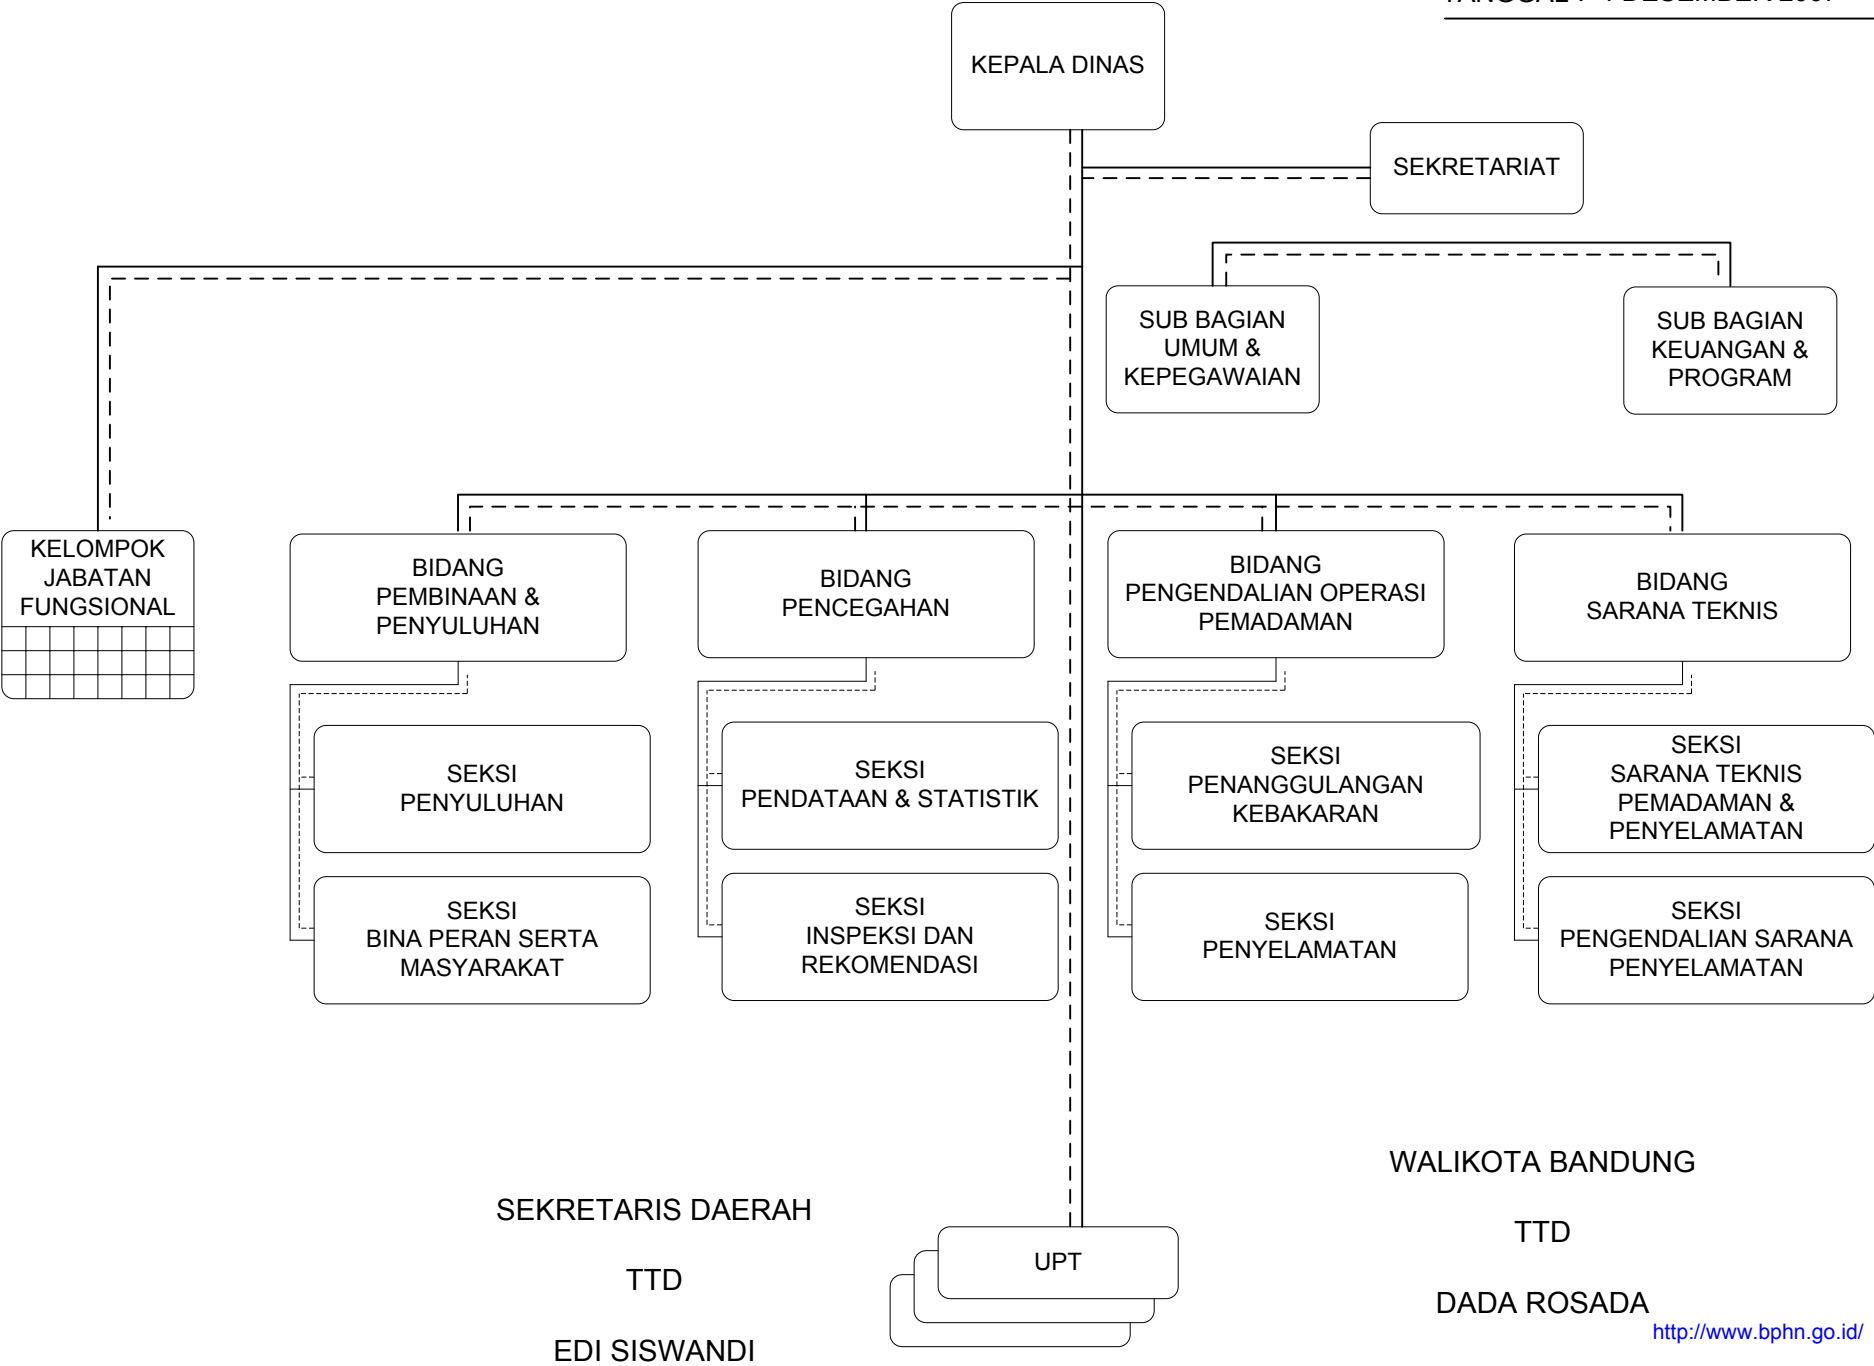 KEPALA DINAS
SEKRETARIAT
SUB BAGIAN
UMUM &
KEPEGAWAIAN
SUB BAGIAN
KEUANGAN &
PROGRAM
KELOMPOK
JABATAN
FUNGSIONAL
BIDANG
PEMBINAAN &
PENYULUHAN
BIDANG
PENCEGAHAN
BIDANG
PENGENDALIAN OPERASI
PEMADAMAN
BIDANG
SARANA TEKNIS
SEKSI
PENYULUHAN
SEKSI
PENDATAAN & STATISTIK
SEKSI
PENANGGULANGAN
KEBAKARAN
SEKSI
SARANA TEKNIS
PEMADAMAN &
PENYELAMATAN
SEKSI
BINA PERAN SERTA
MASYARAKAT
SEKSI
INSPEKSI DAN
REKOMENDASI
SEKSI
PENYELAMATAN
SEKSI
PENGENDALIAN SARANA
PENYELAMATAN
SEKRETARIS DAERAH
TTD
EDI SISWANDI
UPT
WALIKOTA BANDUNG
TTD
DADA ROSADA
http://www.bphn.go.id/